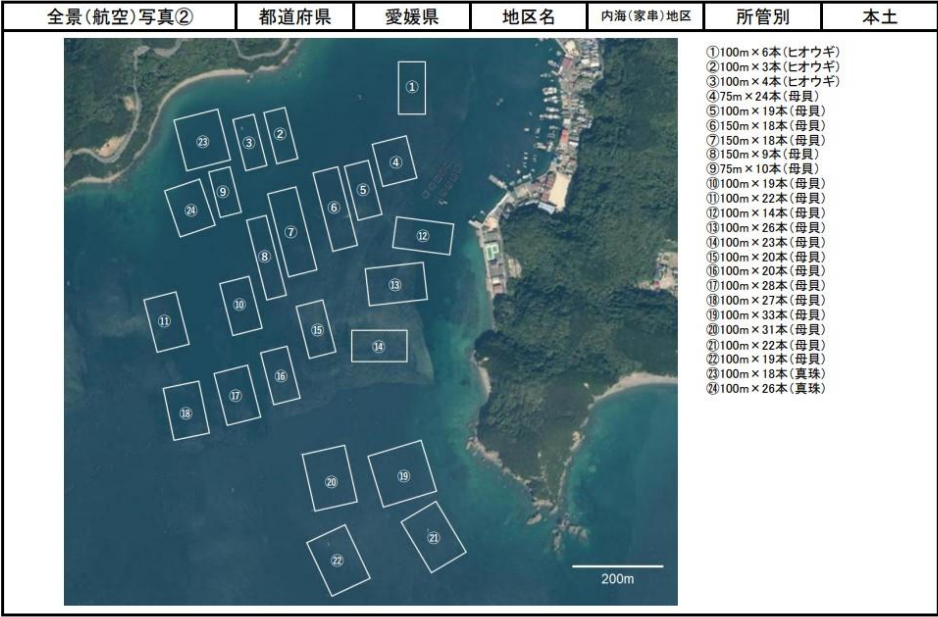 全景(航空)写真② 都道府県 愛媛県 地区名 内海(家串)地区 所管別 本土
①100m×6本(ヒオウギ)
②100m×3本(ヒオウギ)
③100m×4本(ヒオウギ)
④75m×24本(母貝)
⑤100m×19本(母貝)
⑥150m×18本(母貝)
⑦150m×18本(母貝)
⑧150m×9本(母貝)
⑨75m×10本(母貝)
⑩100m×19本(母貝)
⑪100m×22本(母貝)
⑫100m×14本(母貝)
⑬100m×26本(母貝)
⑭100m×23本(母貝)
⑮100m×20本(母貝)
⑯100m×20本(母貝)
⑰100m×28本(母貝)
⑱100m×27本(母貝)
⑲100m×33本(母貝)
⑳100m×31本(母貝)
㉑100m×22本(母貝)
㉒100m×19本(母貝)
㉓100m×18本(真珠)
㉔100m×26本(真珠)
①
㉓ ③ ②
④
⑨ ⑤
㉔ ⑥
⑦ ⑫
⑧
⑬
⑩
⑪ ⑮
⑭
⑯
⑰
⑱
⑳ ⑲
㉑
㉒
200m